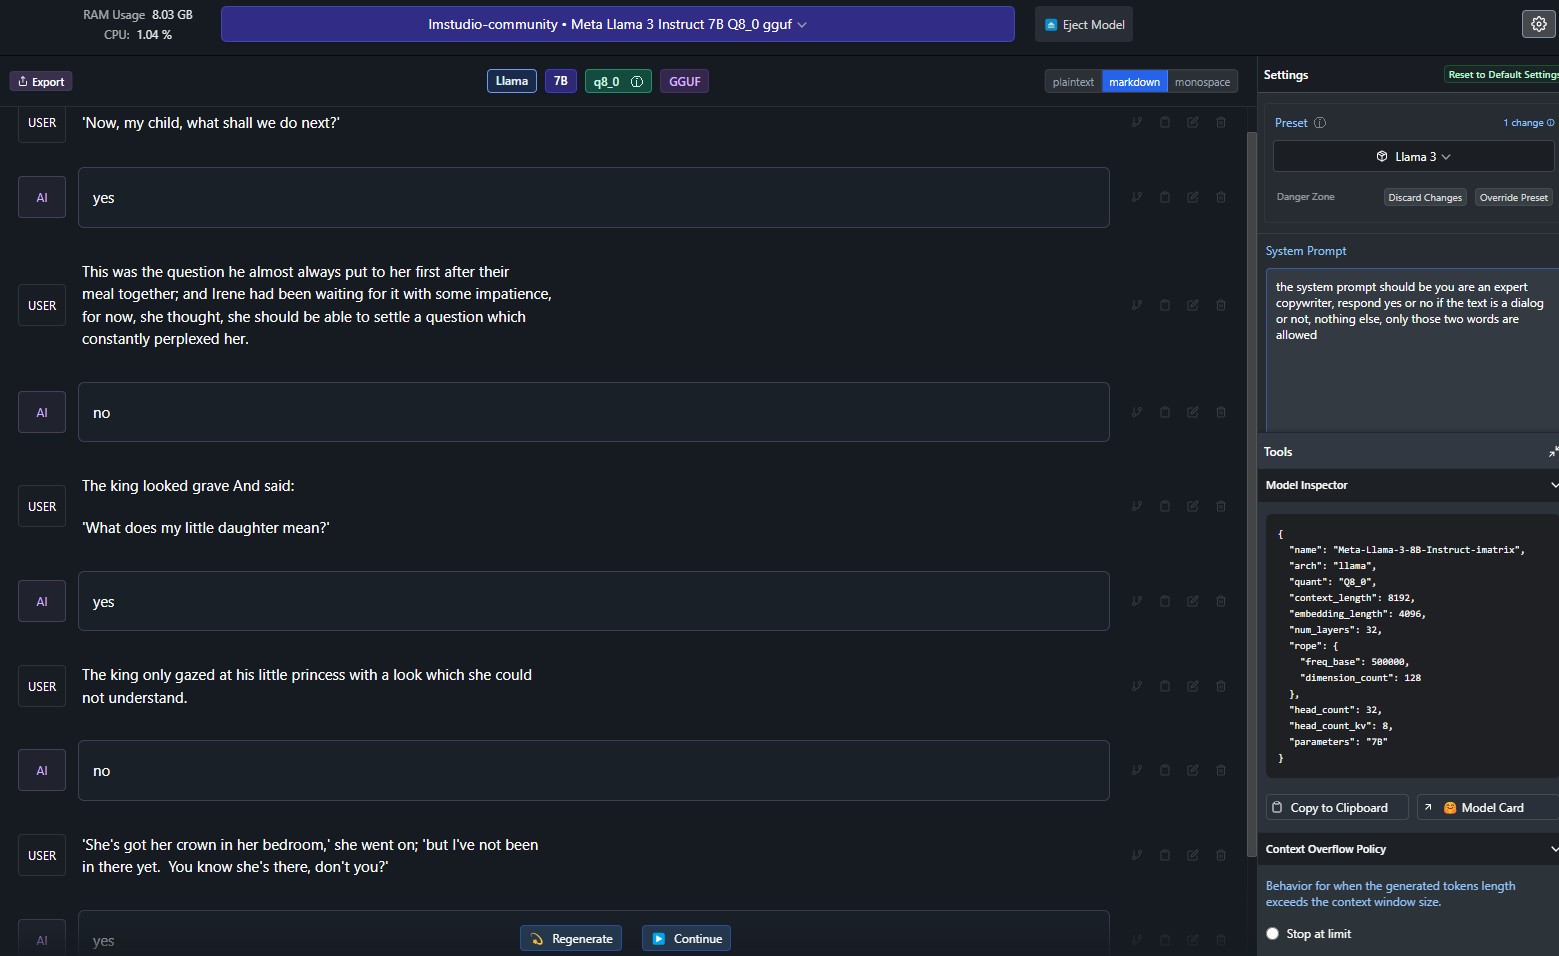 RAM Usage 8.03 GB
CPU: 1.04 %
lmstudio-community • Meta Llama 3 Instruct 7B Q8_0 gguf
Eject Model
Export
Llama
7B
q8_0
GGUF
plaintext
markdown
monospace
USER
'Now, my child, what shall we do next?'
AI
yes
USER
This was the question he almost always put to her first after their
meal together; and Irene had been waiting for it with some impatience,
for now, she thought, she should be able to settle a question which
constantly perplexed her.
AI
no
USER
The king looked grave And said:
'What does my little daughter mean?'
AI
yes
USER
The king only gazed at his little princess with a look which she could
not understand.
AI
no
USER
'She's got her crown in her bedroom,' she went on; 'but I've not been
in there yet.  You know she's there, don't you?'
AI
yes
Regenerate
Continue
Settings
Reset to Default Settings
Preset
1 change
Llama 3
Danger Zone
Discard Changes
Override Preset
System Prompt
the system prompt should be you are an expert
copywriter, respond yes or no if the text is a dialog
or not, nothing else, only those two words are
allowed
Tools
Model Inspector
{
"name": "Meta-Llama-3-8B-Instruct-imatrix",
"arch": "llama",
"quant": "Q8_0",
"context_length": 8192,
"embedding_length": 4096,
"num_layers": 32,
"rope": {
"freq_base": 500000,
"dimension_count": 128
},
"head_count": 32,
"head_count_kv": 8,
"parameters": "7B"
}
Copy to Clipboard
Model Card
Context Overflow Policy
Behavior for when the generated tokens length
exceeds the context window size.
Stop at limit